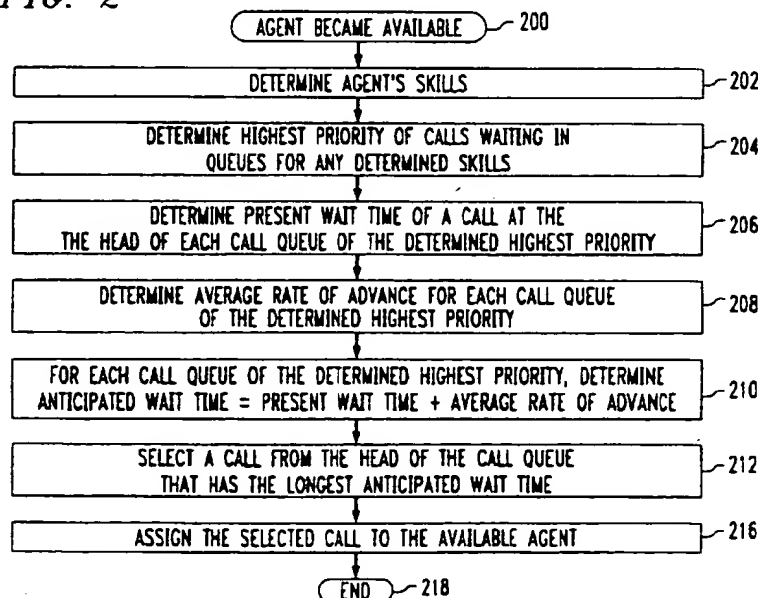 FIG. 2
AGENT BECAME AVAILABLE
200
DETERMINE AGENT'S SKILLS
202
DETERMINE HIGHEST PRIORITY OF CALLS WAITING IN
QUEUES FOR ANY DETERMINED SKILLS
204
DETERMINE PRESENT WAIT TIME OF A CALL AT THE
THE HEAD OF EACH CALL QUEUE OF THE DETERMINED HIGHEST PRIORITY
206
DETERMINE AVERAGE RATE OF ADVANCE FOR EACH CALL QUEUE
OF THE DETERMINED HIGHEST PRIORITY
208
FOR EACH CALL QUEUE OF THE DETERMINED HIGHEST PRIORITY, DETERMINE
ANTICIPATED WAIT TIME = PRESENT WAIT TIME + AVERAGE RATE OF ADVANCE
210
SELECT A CALL FROM THE HEAD OF THE CALL QUEUE
THAT HAS THE LONGEST ANTICIPATED WAIT TIME
212
ASSIGN THE SELECTED CALL TO THE AVAILABLE AGENT
216
END
218